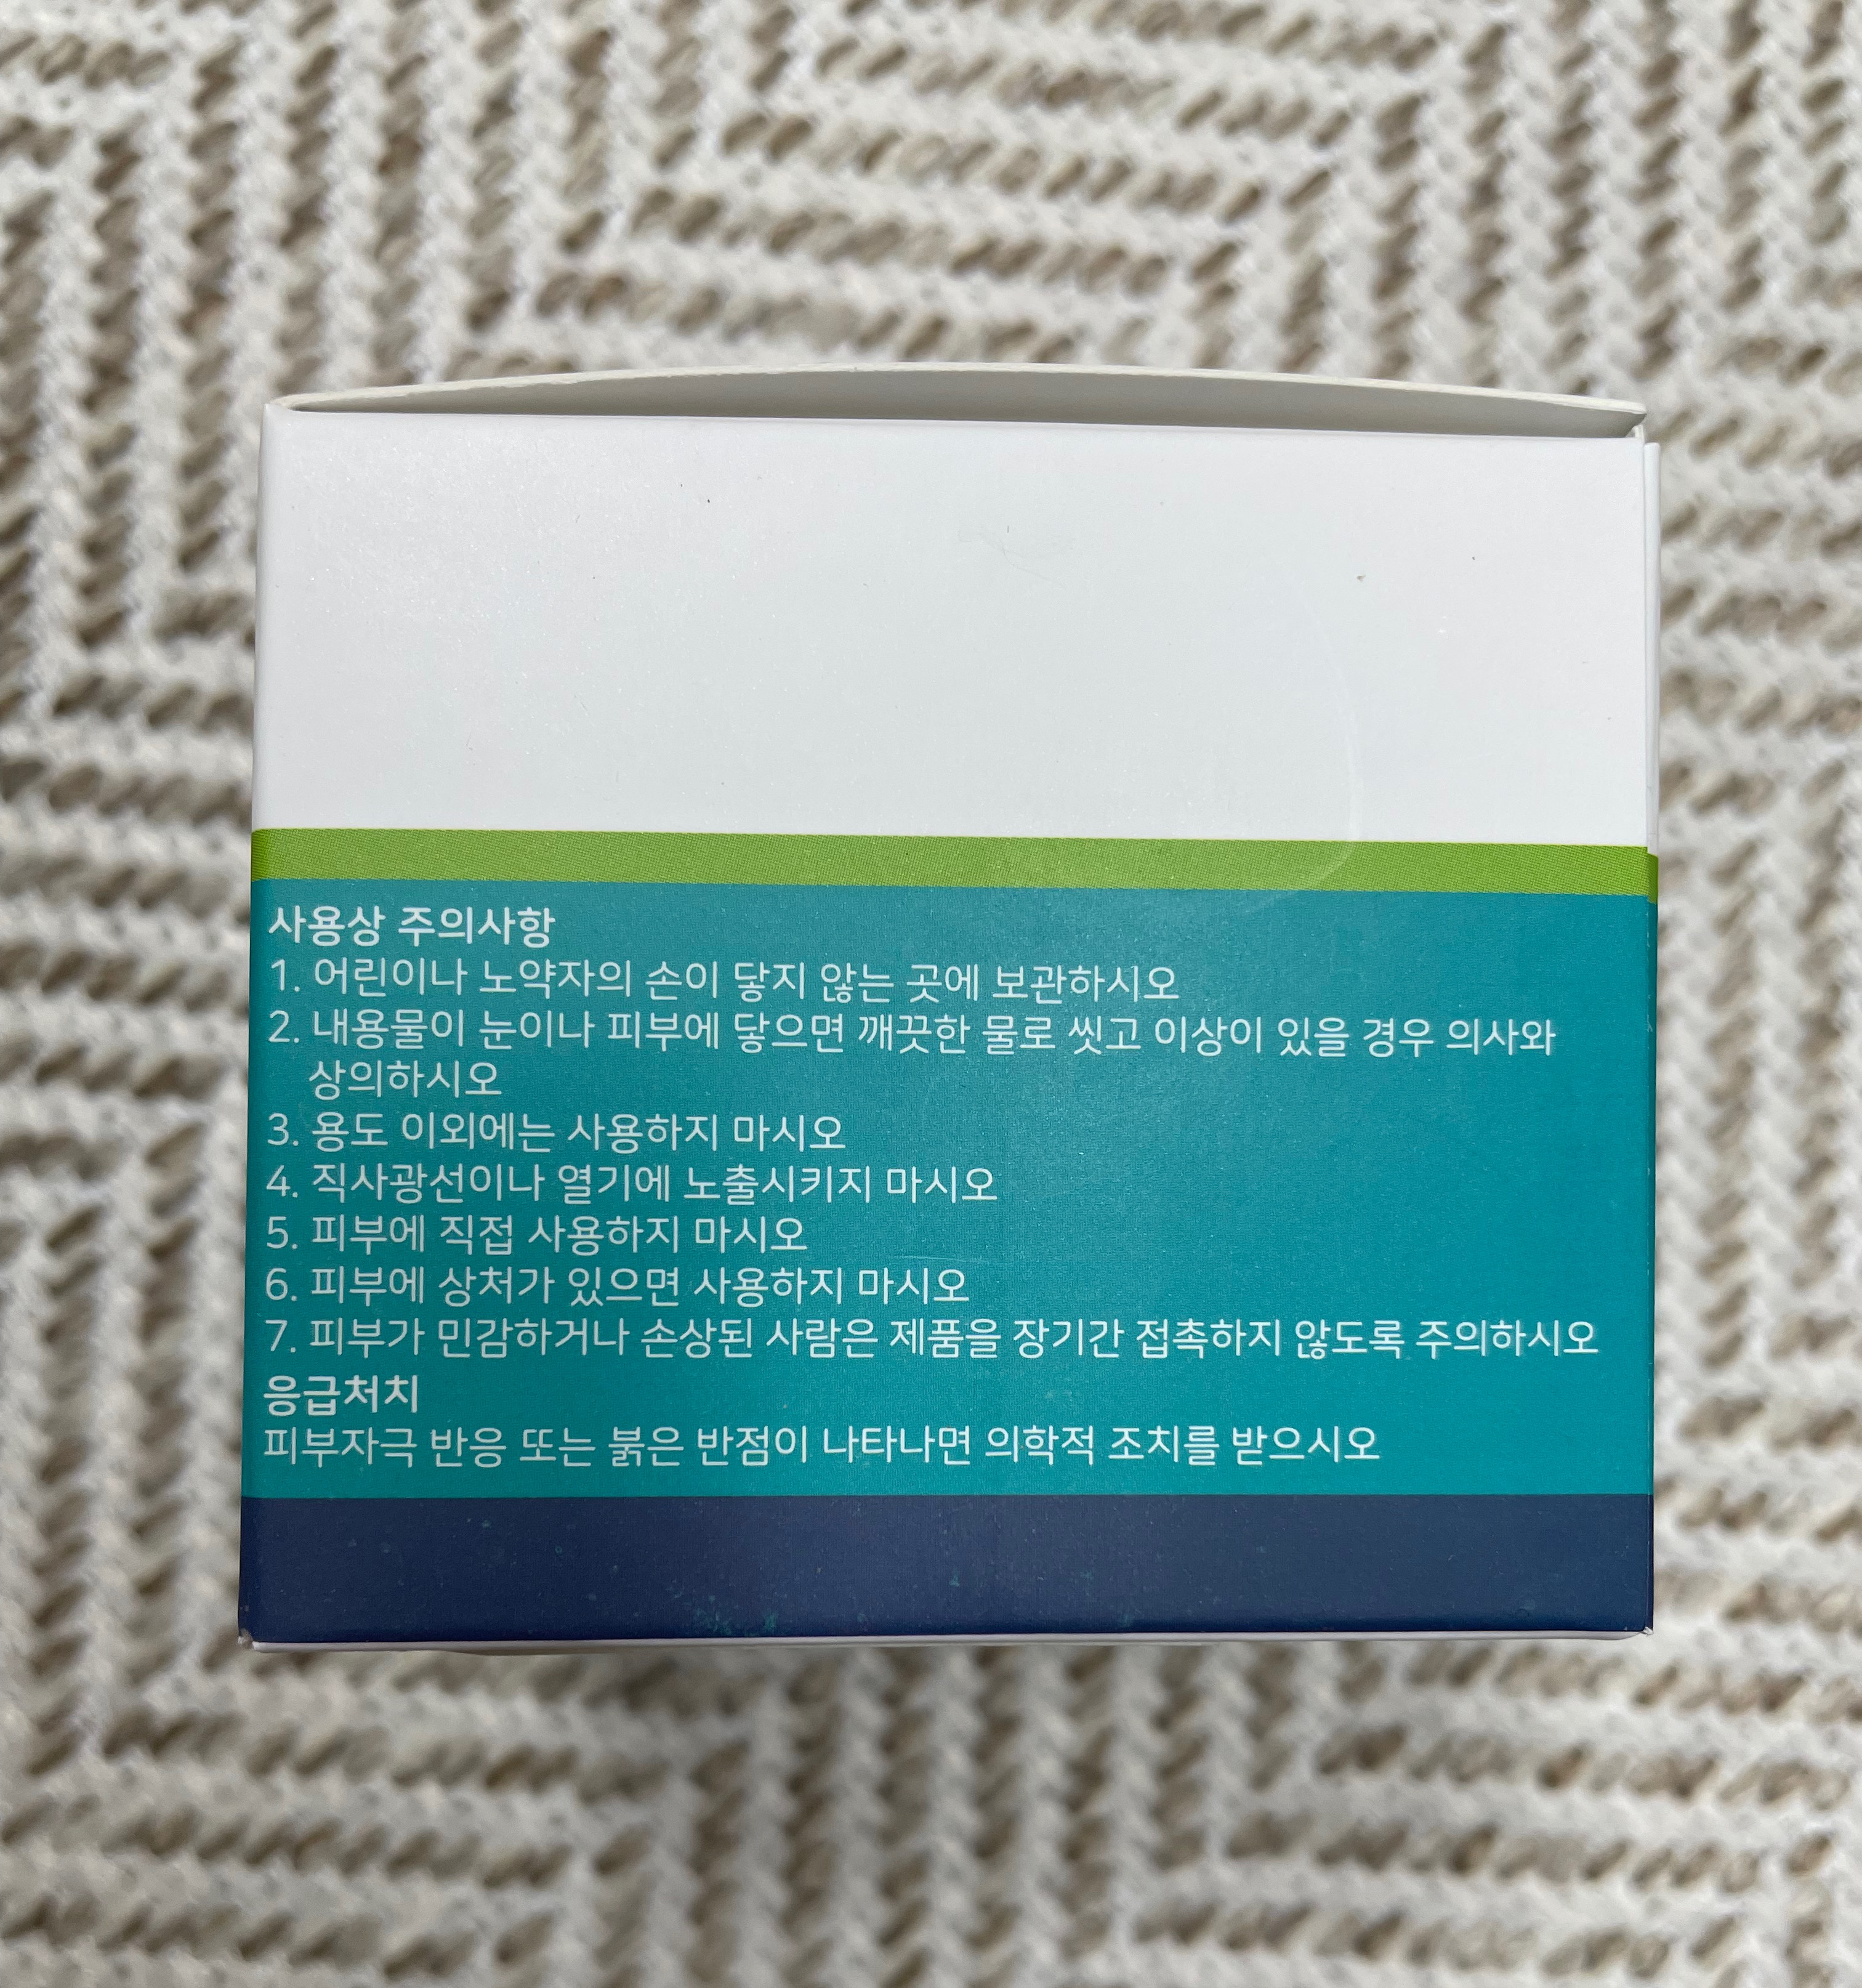 사용상 주의사항
1. 어린이나 노약자의 손이 닿지 않는 곳에 보관하시오
2. 내용물이 눈이나 피부에 닿으면 깨끗한 물로 씻고 이상이 있을 경우 의사와
상의하시오
3. 용도 이외에는 사용하지 마시오
4. 직사광선이나 열기에 노출시키지 마시오
5. 피부에 직접 사용하지 마시오
6. 피부에 상처가 있으면 사용하지 마시오
7. 피부가 민감하거나 손상된 사람은 제품을 장기간 접촉하지 않도록 주의하시오
응급처치
피부자극 반응 또는 붉은 반점이 나타나면 의학적 조치를 받으시오